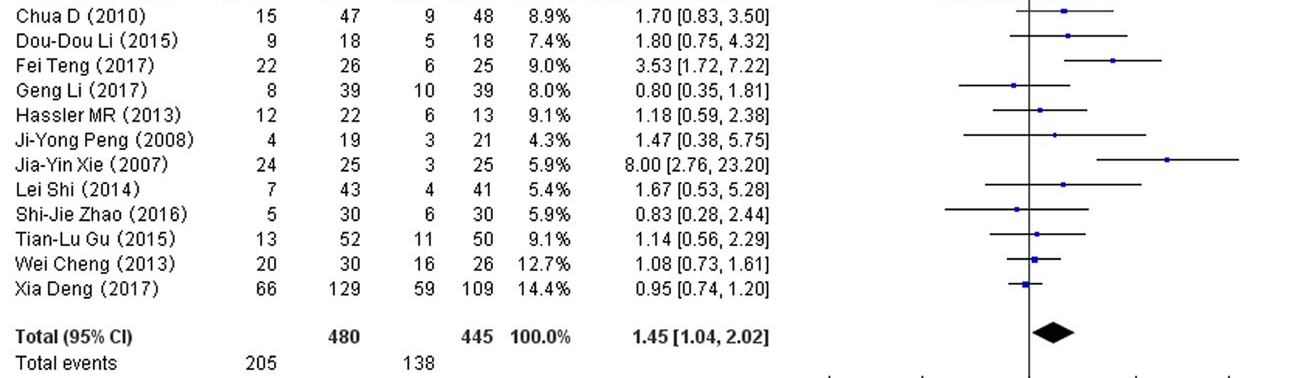 Chua D (2010) 15 47 9 48 8.9% 1.70 [0.83, 3.50]
Dou-Dou Li (2015) 9 18 5 18 7.4% 1.80 [0.75, 4.32]
Fei Teng (2017) 22 26 6 25 9.0% 3.53 [1.72, 7.22]
Geng Li (2017) 8 39 10 39 8.0% 0.80 [0.35, 1.81]
Hassler MR (2013) 12 22 6 13 9.1% 1.18 [0.59, 2.38]
Ji-Yong Peng (2008) 4 19 3 21 4.3% 1.47 [0.38, 5.75]
Jia-Yin Xie (2007) 24 25 3 25 5.9% 8.00 [2.76, 23.20]
Lei Shi (2014) 7 43 4 41 5.4% 1.67 [0.53, 5.28]
Shi-Jie Zhao (2016) 5 30 6 30 5.9% 0.83 [0.28, 2.44]
Tian-Lu Gu (2015) 13 52 11 50 9.1% 1.14 [0.56, 2.29]
Wei Cheng (2013) 20 30 16 26 12.7% 1.08 [0.73, 1.61]
Xia Deng (2017) 66 129 59 109 14.4% 0.95 [0.74, 1.20]
Total (95% CI) 480 445 100.0% 1.45 [1.04, 2.02]
Total events 205 138